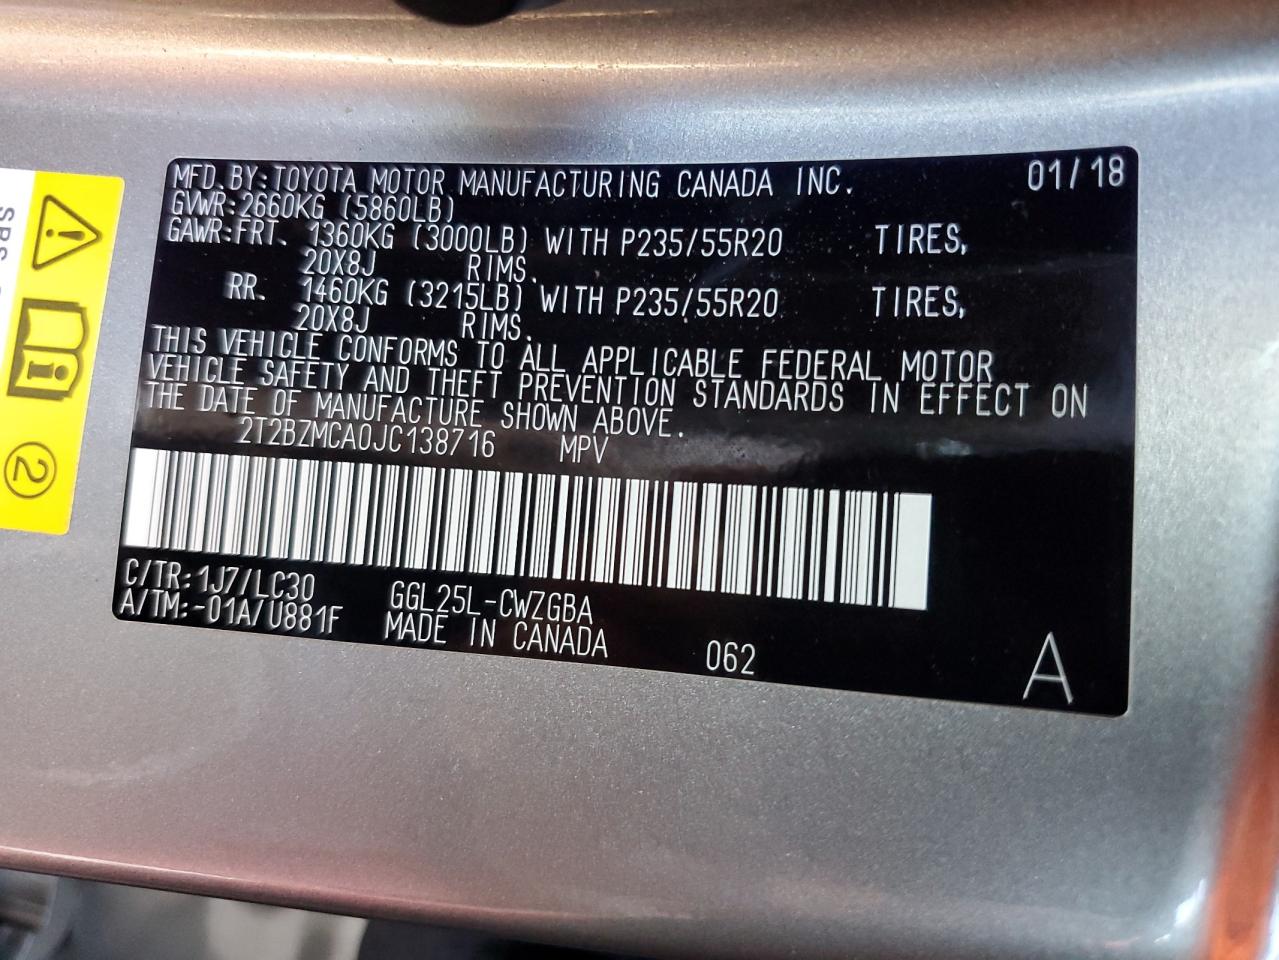 MFD. BY: TOYOTA MOTOR MANUFACTURING CANADA INC. 01/18
GVWR: 2660KG (5860LB)
GAWR: FRT. 1360KG (3000LB) WITH P235/55R20 TIRES,
20X8J RIMS.
RR. 1460KG (3215LB) WITH P235/55R20 TIRES,
20X8J RIMS.
THIS VEHICLE CONFORMS TO ALL APPLICABLE FEDERAL MOTOR
VEHICLE SAFETY AND THEFT PREVENTION STANDARDS IN EFFECT ON
THE DATE OF MANUFACTURE SHOWN ABOVE.
2T2BZMCA0JC138716 MPV
C/TR: 1J7/LC30 GGL25L-CWZGBA
A/TM: -01A/U881F MADE IN CANADA 062
A
SRS
2